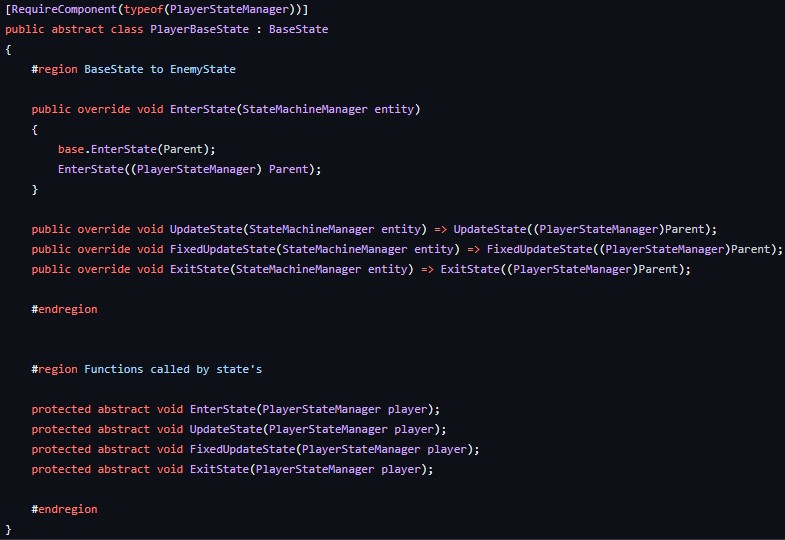 [RequireComponent(typeof(PlayerStateManager))]
public abstract class PlayerBaseState : BaseState
{
    #region BaseState to EnemyState

    public override void EnterState(StateMachineManager entity)
    {
        base.EnterState(Parent);
        EnterState((PlayerStateManager) Parent);
    }

    public override void UpdateState(StateMachineManager entity) => UpdateState((PlayerStateManager)Parent);
    public override void FixedUpdateState(StateMachineManager entity) => FixedUpdateState((PlayerStateManager)Parent);
    public override void ExitState(StateMachineManager entity) => ExitState((PlayerStateManager)Parent);

    #endregion


    #region Functions called by state's

    protected abstract void EnterState(PlayerStateManager player);
    protected abstract void UpdateState(PlayerStateManager player);
    protected abstract void FixedUpdateState(PlayerStateManager player);
    protected abstract void ExitState(PlayerStateManager player);

    #endregion
}